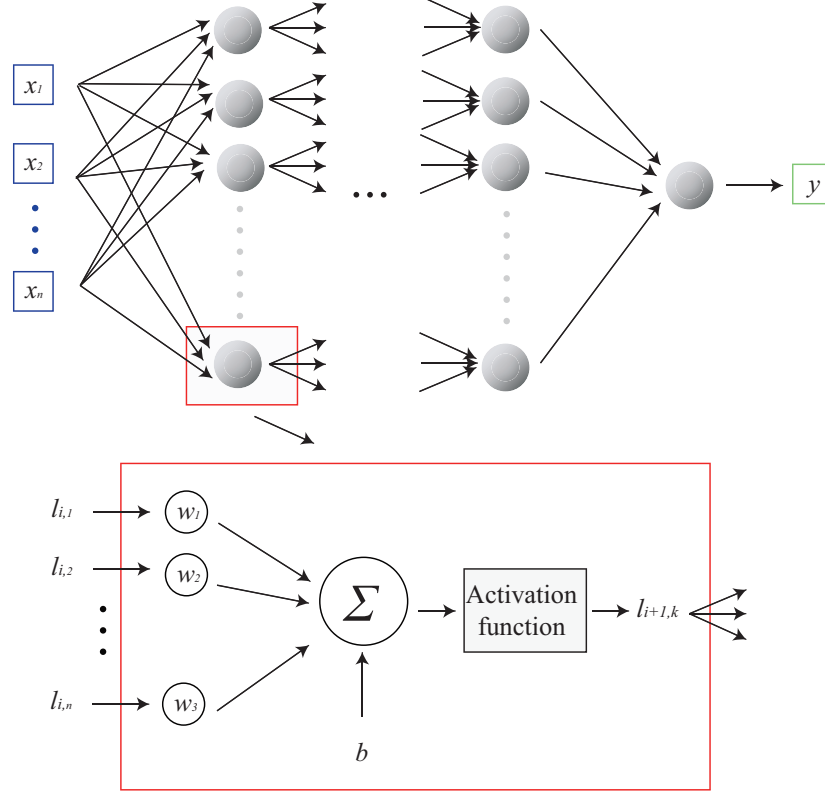 x1
x2
xn
y
li,1
w1
li,2
w2
Σ
Activation
function
li+1,k
li,n
w3
b